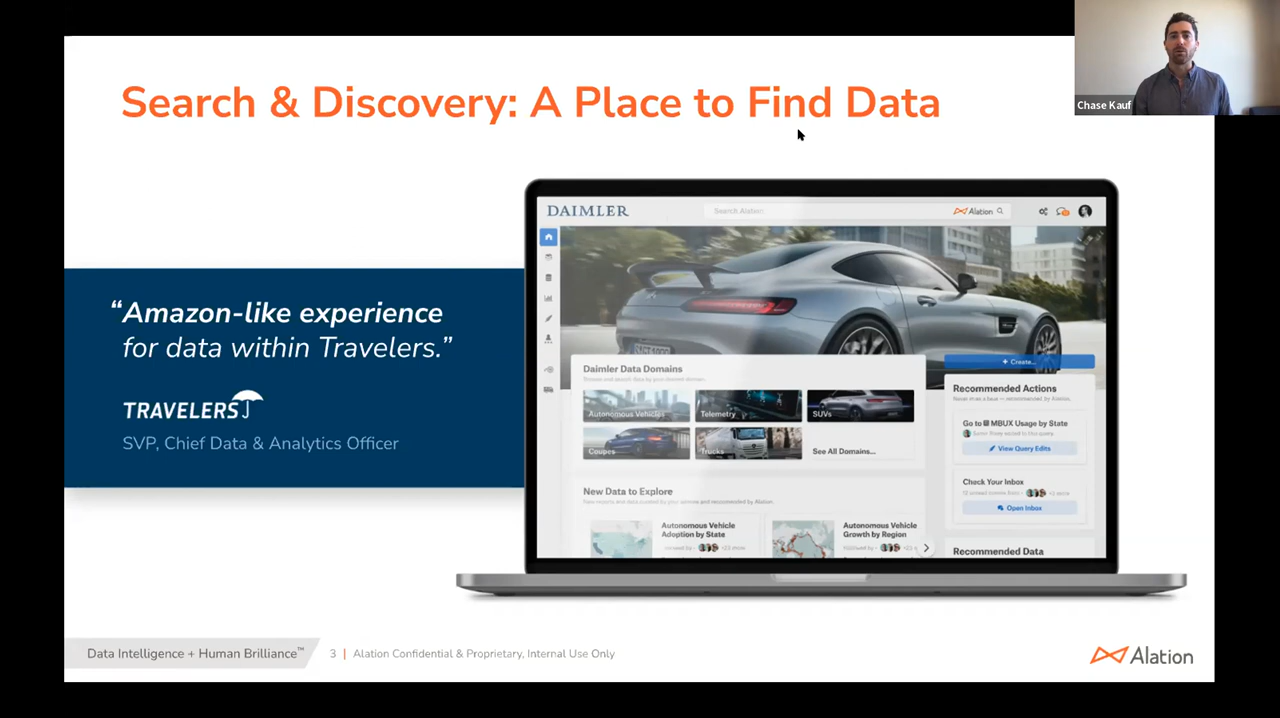 Search & Discovery: A Place to Find Data
Chase Kauf
“Amazon-like experience
for data within Travelers.”
TRAVELERS
SVP, Chief Data & Analytics Officer
DAIMLER
Search Alation
Alation
Daimler Data Domains
Autonomous Vehicles
Telemetry
SUVs
Coupes
Trucks
See All Domains...
New Data to Explore
Autonomous Vehicle
Adoption by State
Autonomous Vehicle
Growth by Region
+ Create...
Recommended Actions
Go to MBUX Usage by State
View Query Edits
Check Your Inbox
Open Inbox
Recommended Data
Data Intelligence + Human Brilliance™
3 | Alation Confidential & Proprietary, Internal Use Only
Alation